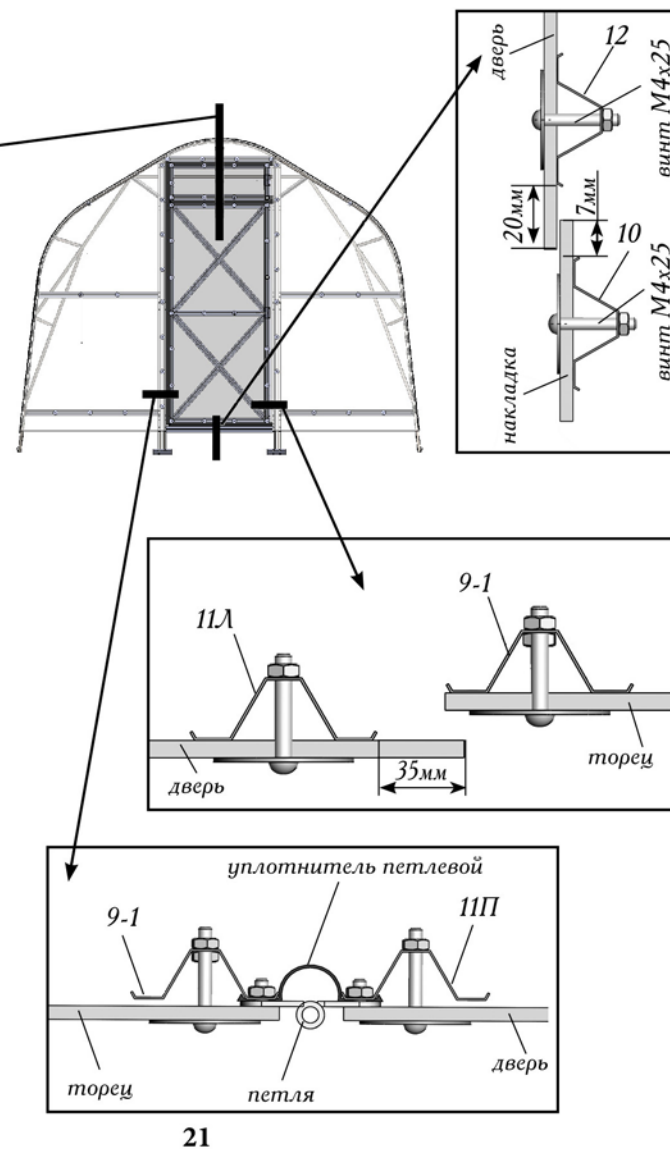 дверь
12
винт М4х25
20мм
7мм
10
винт М4х25
накладка
9-1
11Л
торец
35мм
дверь
уплотнитель петлевой
9-1
11П
дверь
торец
петля
21